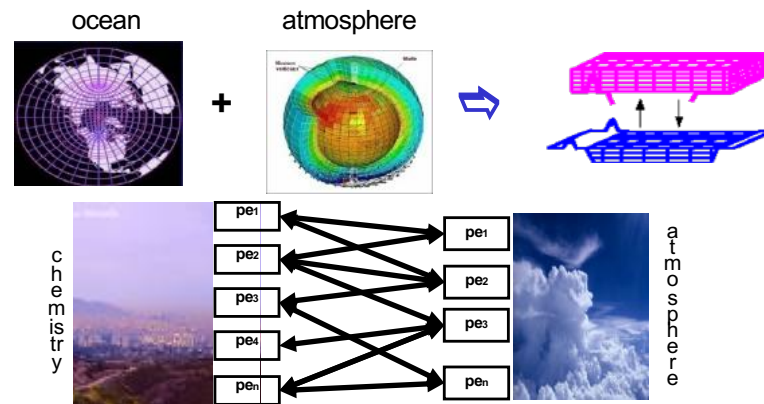 ocean
atmosphere
+
pe1
pe2
pe3
pe4
pen
pe1
pe2
pe3
pen
chemistry
atmosphere